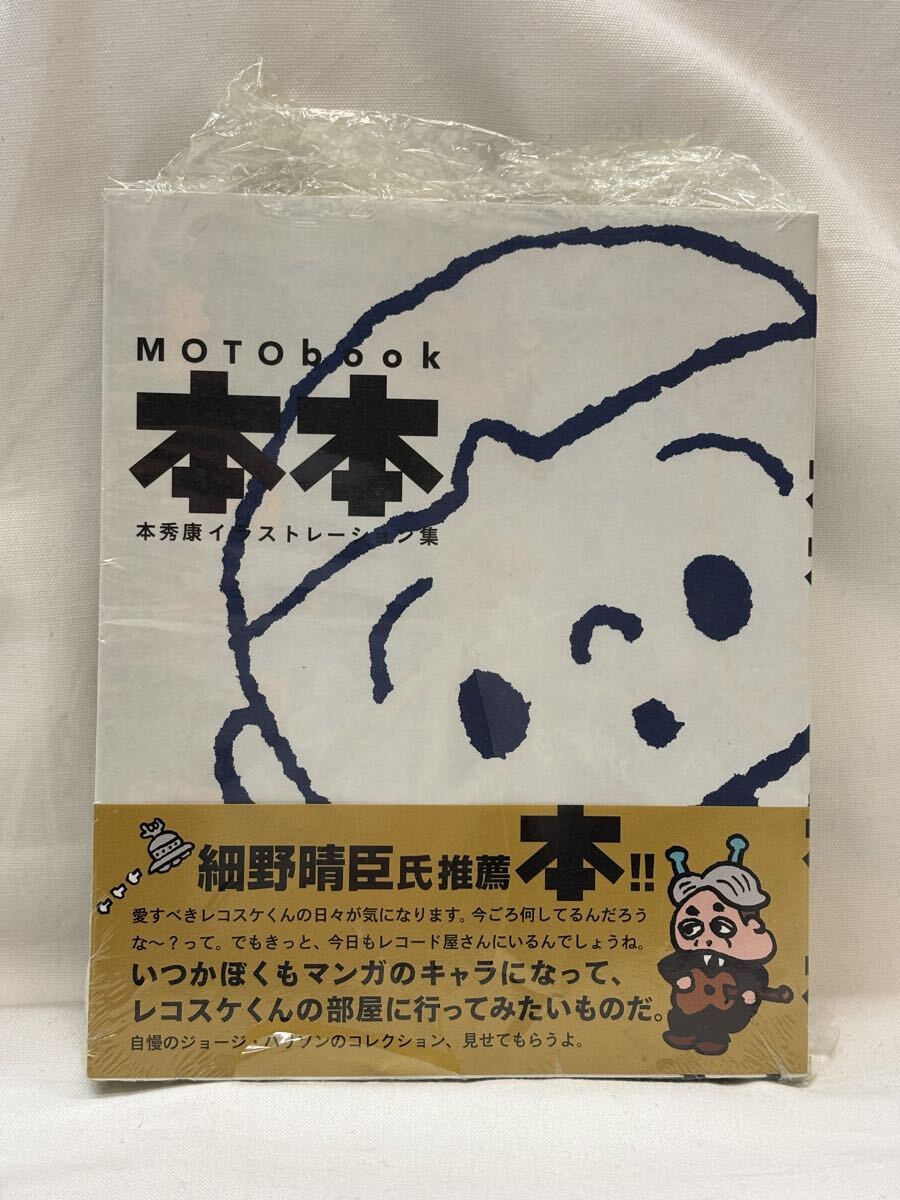 MOTObook
本本
本秀康イラストレーション集
細野晴臣氏推薦本!!
愛すべきレコスケくんの日々が気になります。今ごろ何してるんだろう
な〜?って。でもきっと、今日もレコード屋さんにいるんでしょうね。
いつかぼくもマンガのキャラになって、
レコスケくんの部屋に行ってみたいものだ。
自慢のジョージ・ハリソンのコレクション、見せてもらうよ。